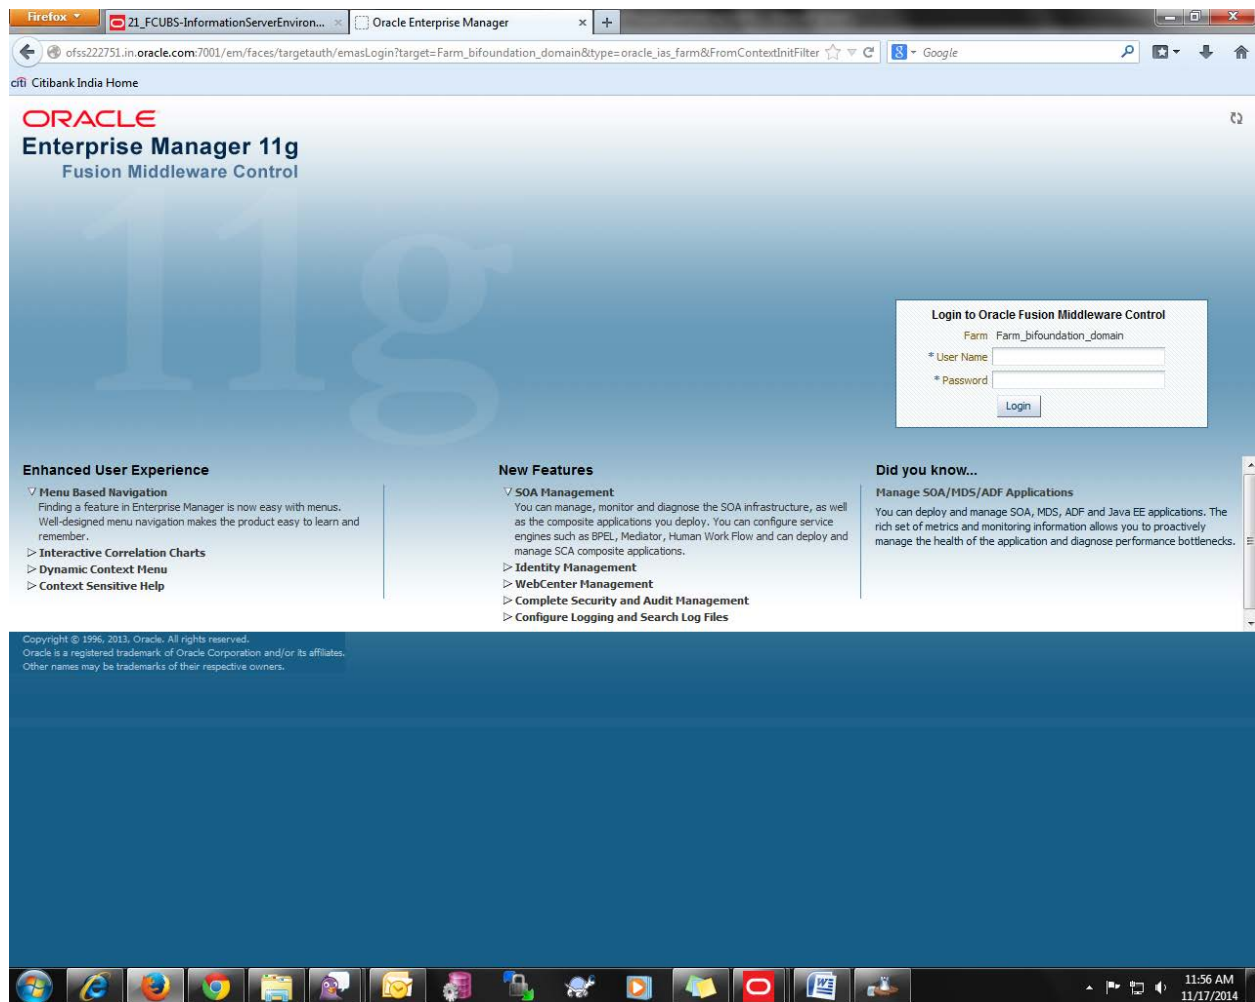 Firefox
21_FCUBS-InformationServerEnviron...
Oracle Enterprise Manager
ofss222751.in.oracle.com:7001/em/faces/targetauth/emasLogin?target=Farm_bifoundation_domain&type=oracle_ias_farm&FromContextInitFilter
Google
citi Citibank India Home
ORACLE
Enterprise Manager 11g
Fusion Middleware Control
11g
Login to Oracle Fusion Middleware Control
Farm Farm_bifoundation_domain
* User Name
* Password
Login
Enhanced User Experience
Menu Based Navigation
Finding a feature in Enterprise Manager is now easy with menus.
Well-designed menu navigation makes the product easy to learn and
remember.
Interactive Correlation Charts
Dynamic Context Menu
Context Sensitive Help
New Features
SOA Management
You can manage, monitor and diagnose the SOA infrastructure, as well
as the composite applications you deploy. You can configure service
engines such as BPEL, Mediator, Human Work Flow and can deploy and
manage SCA composite applications.
Identity Management
WebCenter Management
Complete Security and Audit Management
Configure Logging and Search Log Files
Did you know...
Manage SOA/MDS/ADF Applications
You can deploy and manage SOA, MDS, ADF and Java EE applications. The
rich set of metrics and monitoring information allows you to proactively
manage the health of the application and diagnose performance bottlenecks.
Copyright © 1996, 2013, Oracle. All rights reserved.
Oracle is a registered trademark of Oracle Corporation and/or its affiliates.
Other names may be trademarks of their respective owners.
11:56 AM
11/17/2014